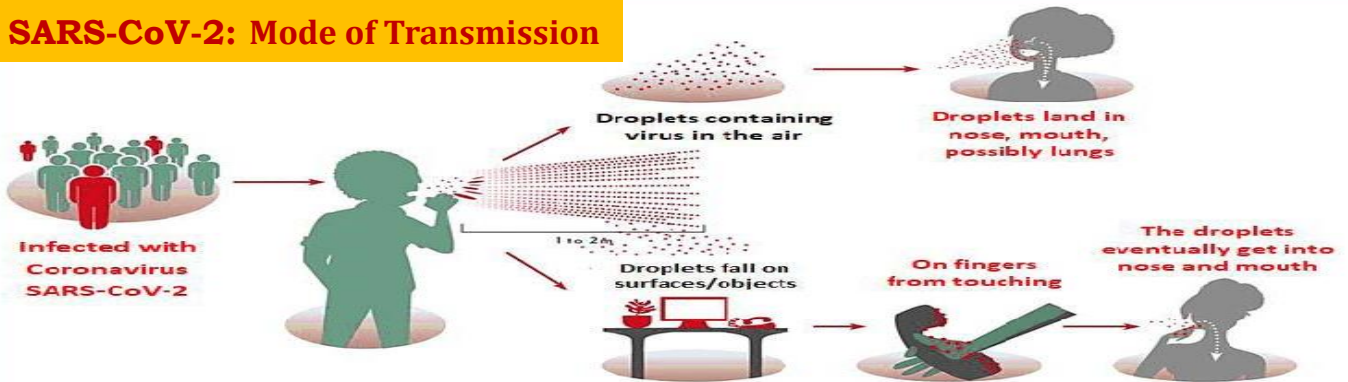 SARS-CoV-2: Mode of Transmission
Infected with
Coronavirus
SARS-CoV-2
Droplets containing
virus in the air
Droplets land in
nose, mouth,
possibly lungs
1 to 2m
Droplets fall on
surfaces/objects
On fingers
from touching
The droplets
eventually get into
nose and mouth